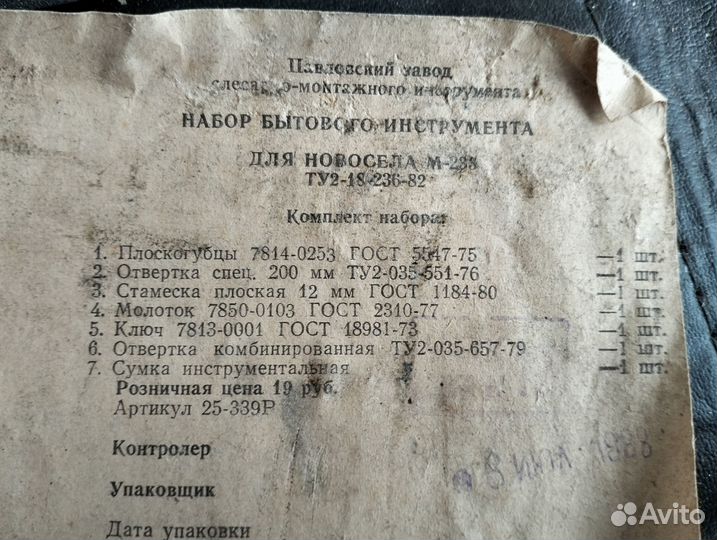 Павловский завод
слесарно-монтажного инструмента
НАБОР БЫТОВОГО ИНСТРУМЕНТА
ДЛЯ НОВОСЕЛА М-238
ТУ2-18-236-82
Комплект набора:
1. Плоскогубцы 7814-0253 ГОСТ 5547-75 —1 шт.
2. Отвертка спец. 200 мм ТУ2-035-551-76 —1 шт.
3. Стамеска плоская 12 мм ГОСТ 1184-80 —1 шт.
4. Молоток 7850-0103 ГОСТ 2310-77 —1 шт.
5. Ключ 7813-0001 ГОСТ 18981-73 —1 шт.
6. Отвертка комбинированная ТУ2-035-657-79 —1 шт.
7. Сумка инструментальная —1 шт.
Розничная цена 19 руб.
Артикул 25-339Р
Контролер
8 1988
Упаковщик
Дата упаковки
Avito